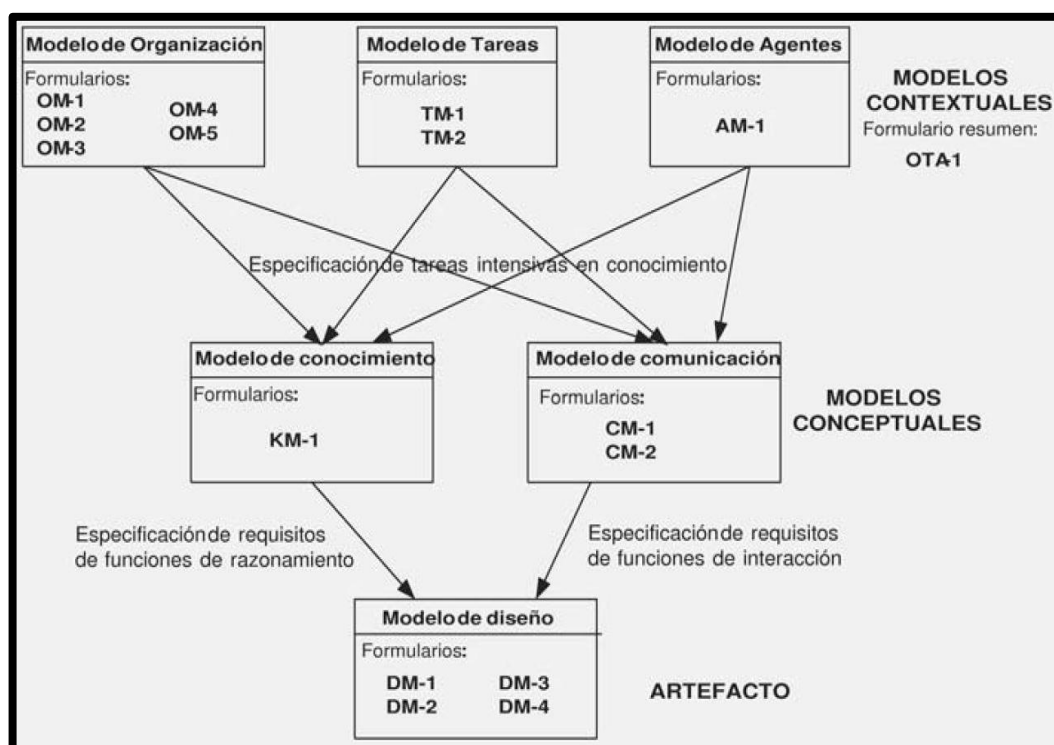 Modelo de Organización
Formularios:
OM-1
OM-2
OM-3
OM-4
OM-5
Modelo de Tareas
Formularios:
TM-1
TM-2
Modelo de Agentes
Formularios:
AM-1
MODELOS
CONTEXTUALES
Formulario resumen:
OTA-1
Especificación de tareas intensivas en conocimiento
Modelo de conocimiento
Formularios:
KM-1
Modelo de comunicación
Formularios:
CM-1
CM-2
MODELOS
CONCEPTUALES
Especificación de requisitos
de funciones de razonamiento
Especificación de requisitos
de funciones de interacción
Modelo de diseño
Formularios:
DM-1
DM-2
DM-3
DM-4
ARTEFACTO